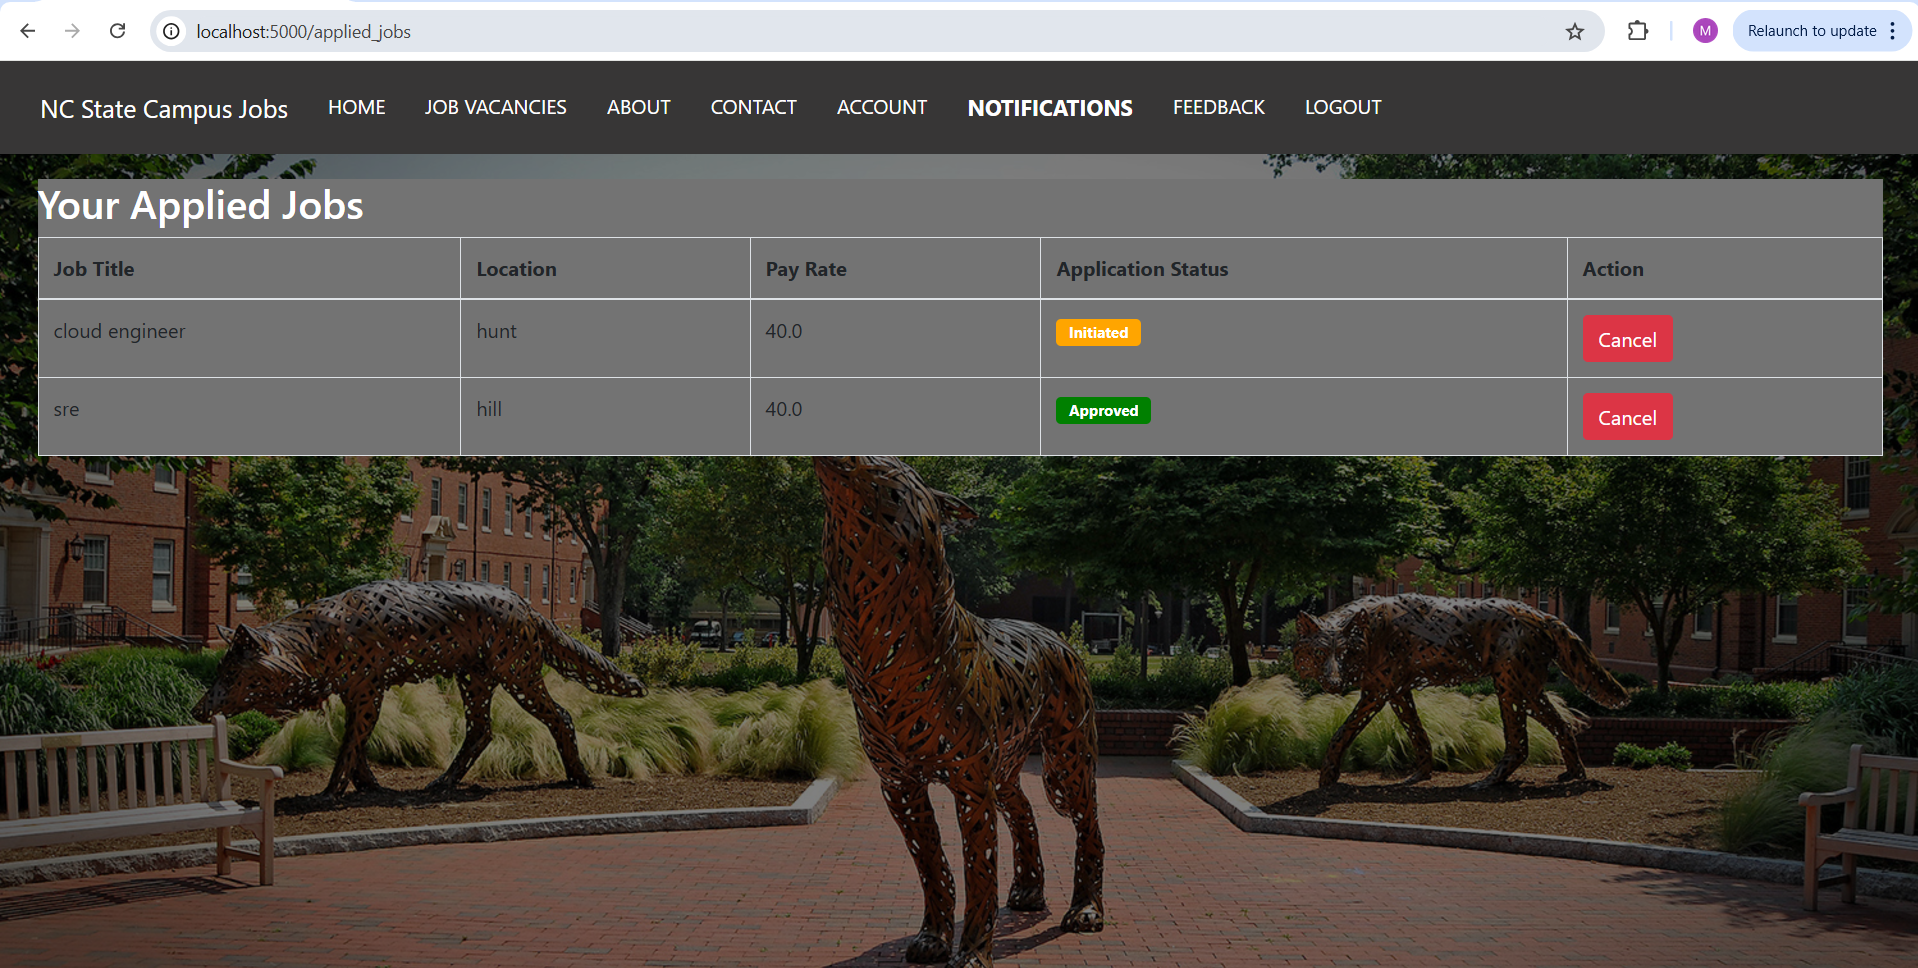 localhost:5000/applied_jobs
M
Relaunch to update
NC State Campus Jobs HOME JOB VACANCIES ABOUT CONTACT ACCOUNT NOTIFICATIONS FEEDBACK LOGOUT
Your Applied Jobs
Job Title Location Pay Rate Application Status Action
cloud engineer hunt 40.0 Initiated Cancel
sre hill 40.0 Approved Cancel